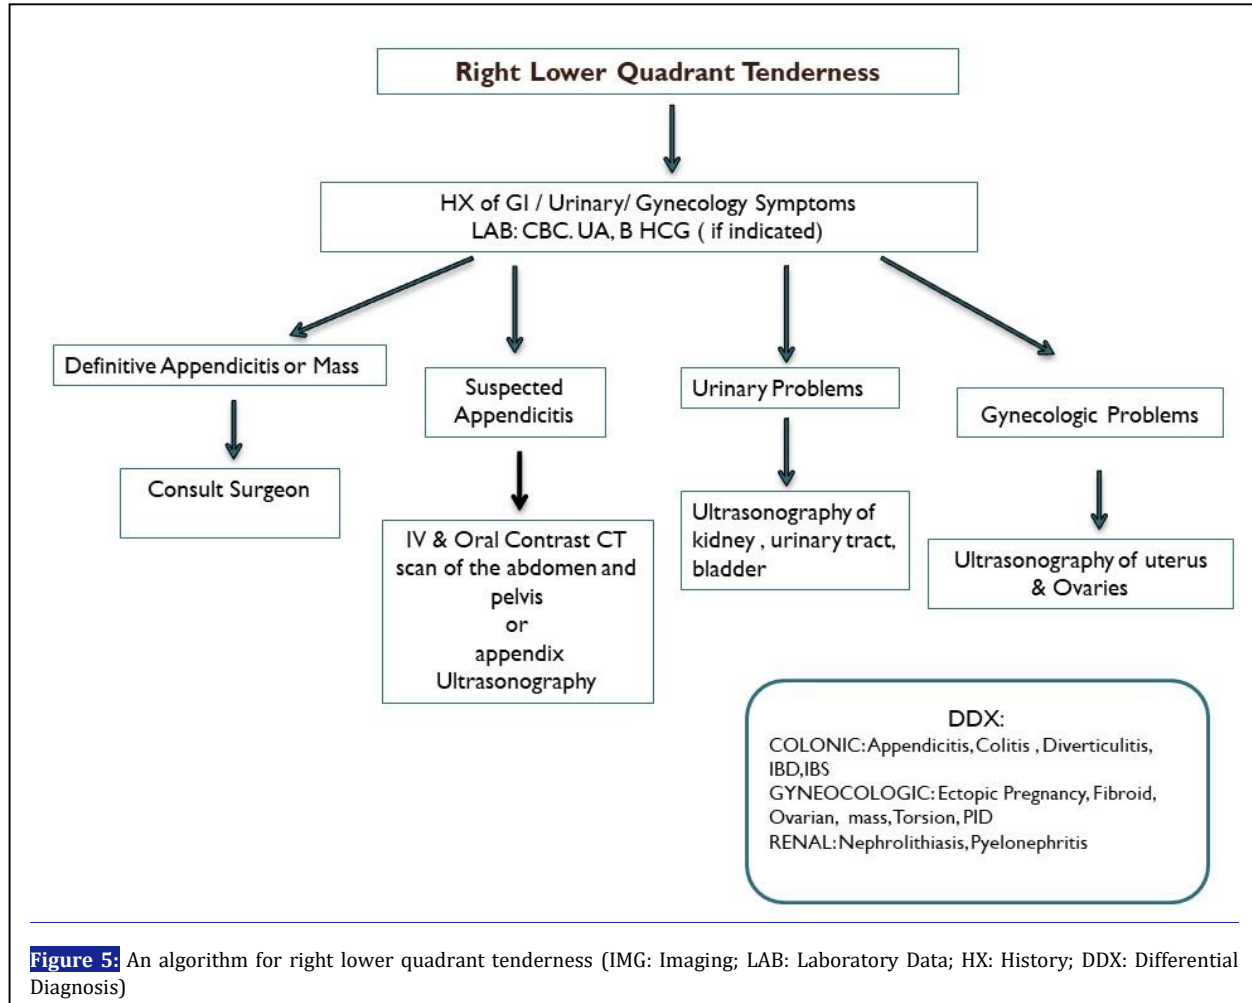 Right Lower Quadrant Tenderness
HX of GI / Urinary/ Gynecology Symptoms
LAB: CBC. UA, B HCG ( if indicated)
Definitive Appendicitis or Mass
Consult Surgeon
Suspected
Appendicitis
IV & Oral Contrast CT
scan of the abdomen and
pelvis
or
appendix
Ultrasonography
Urinary Problems
Ultrasonography of
kidney , urinary tract,
bladder
Gynecologic Problems
Ultrasonography of uterus
& Ovaries
DDX:
COLONIC: Appendicitis, Colitis , Diverticulitis,
IBD, IBS
GYNEOCOLOGIC: Ectopic Pregnancy, Fibroid,
Ovarian, mass, Torsion, PID
RENAL: Nephrolithiasis, Pyelonephritis
Figure 5: An algorithm for right lower quadrant tenderness (IMG: Imaging; LAB: Laboratory Data; HX: History; DDX: Differential
Diagnosis)